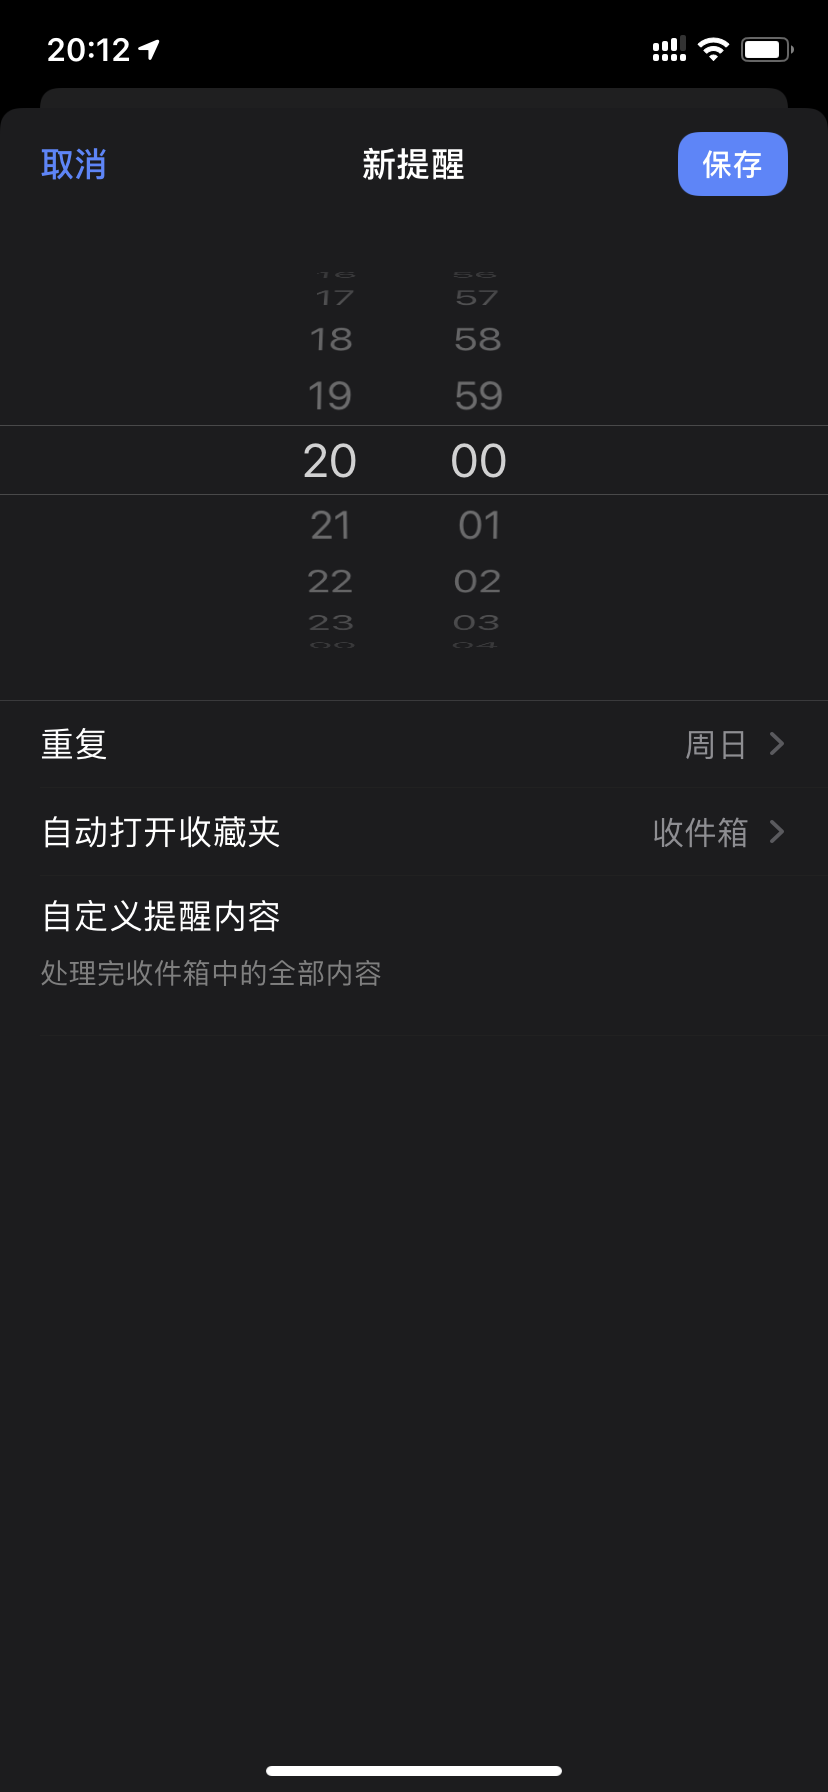 20:12
取消 新提醒 保存
16 56
17 57
18 58
19 59
20 00
21 01
22 02
23 03
00 04
重复 周日
自动打开收藏夹 收件箱
自定义提醒内容
处理完收件箱中的全部内容